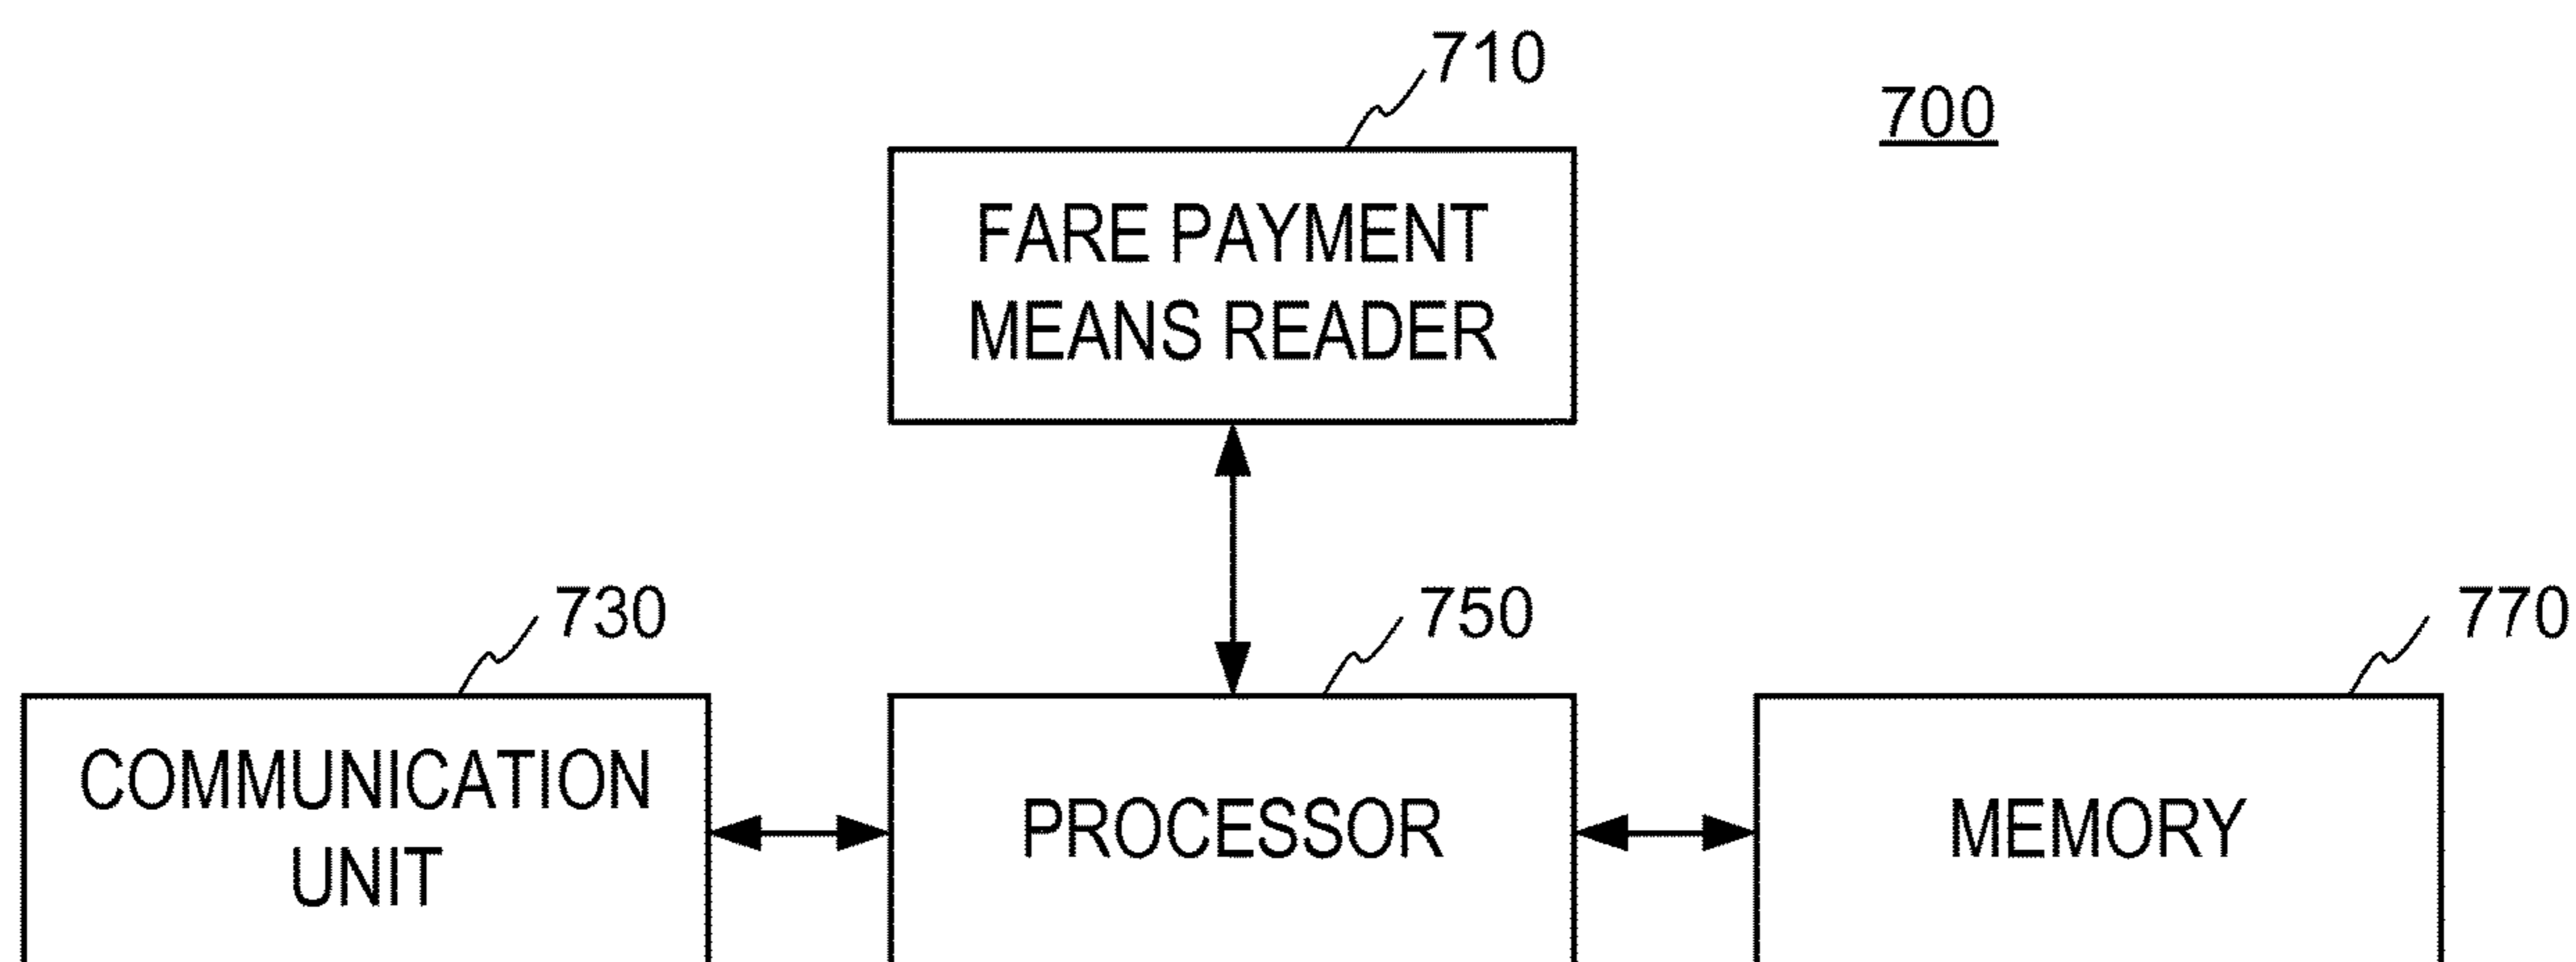 710
700
FARE PAYMENT
MEANS READER
730
750
770
COMMUNICATION
UNIT
PROCESSOR
MEMORY